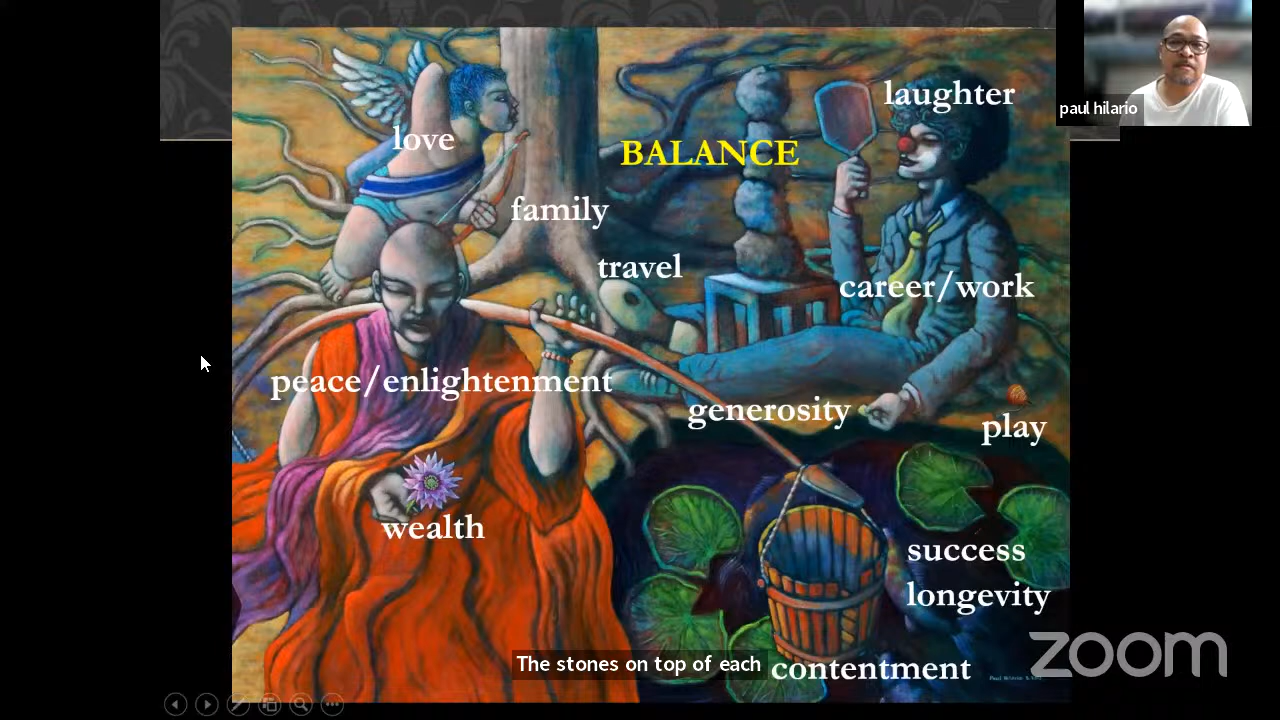 laughter
paul hilario
love
BALANCE
family
travel
career/work
peace/enlightenment
generosity
play
wealth
success
longevity
The stones on top of each
contentment
zoom